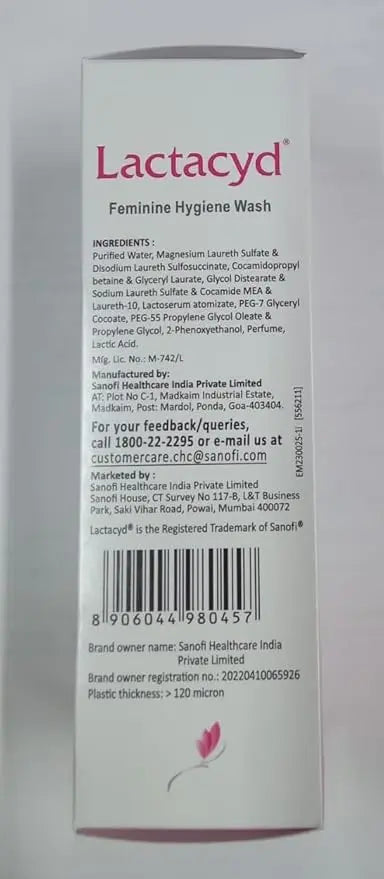 Lactacyd®
Feminine Hygiene Wash
INGREDIENTS :
Purified Water, Magnesium Laureth Sulfate &
Disodium Laureth Sulfosuccinate, Cocamidopropyl
betaine & Glyceryl Laurate, Glycol Distearate &
Sodium Laureth Sulfate & Cocamide MEA &
Laureth-10, Lactoserum atomizate, PEG-7 Glyceryl
Cocoate, PEG-55 Propylene Glycol Oleate &
Propylene Glycol, 2-Phenoxyethanol, Perfume,
Lactic Acid.
Mfg. Lic. No.: M-742/L
Manufactured by:
Sanofi Healthcare India Private Limited
AT: Plot No C-1, Madkaim Industrial Estate,
Madkaim, Post: Mardol, Ponda, Goa-403404.
For your feedback/queries,
call 1800-22-2295 or e-mail us at
customercare.chc@sanofi.com
EM230025-1I [556211]
Marketed by :
Sanofi Healthcare India Private Limited
Sanofi House, CT Survey No 117-B, L&T Business
Park, Saki Vihar Road, Powai, Mumbai 400072
Lactacyd® is the Registered Trademark of Sanofi®
8 906044 980457
Brand owner name: Sanofi Healthcare India
Private Limited
Brand owner registration no.: 20220410065926
Plastic thickness: > 120 micron